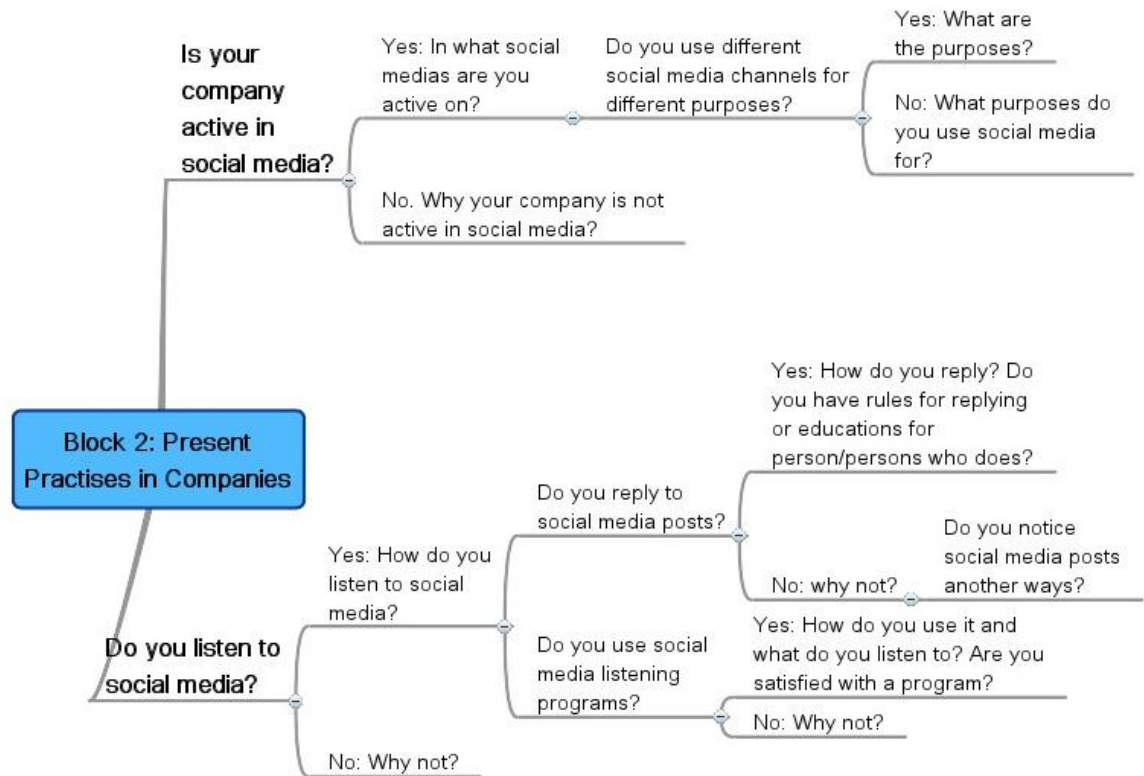 Is your
company
active in
social media?
Yes: In what social
medias are you
active on?
Do you use different
social media channels for
different purposes?
Yes: What are
the purposes?
No: What purposes do
you use social media
for?
No. Why your company is not
active in social media?
Block 2: Present
Practises in Companies
Do you listen to
social media?
Yes: How do you
listen to social
media?
Do you reply to
social media posts?
Yes: How do you reply? Do
you have rules for replying
or educations for
person/persons who does?
No: why not?
Do you notice
social media posts
another ways?
Do you use social
media listening
programs?
Yes: How do you use it and
what do you listen to? Are you
satisfied with a program?
No: Why not?
No: Why not?